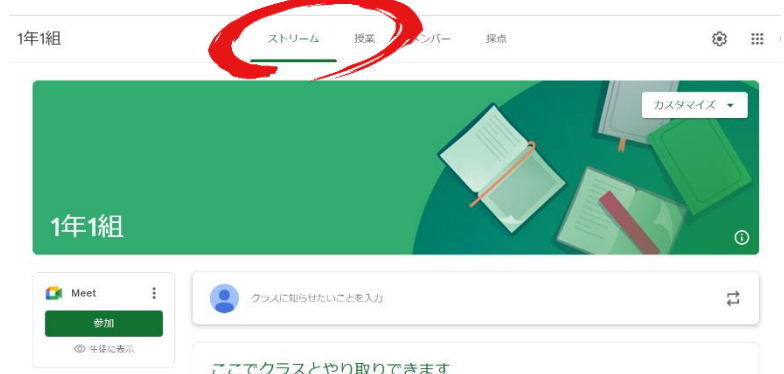 1年1組
ストリーム 授業 メンバー 採点
カスタマイズ
1年1組
Meet
参加
生徒に表示
クラスに知らせたいことを入力
ここでクラスとやり取りできます